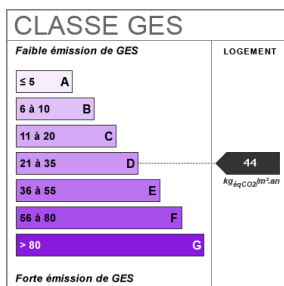 CLASSE GES
Faible émission de GES
LOGEMENT
≤ 5 A
6 à 10 B
11 à 20 C
21 à 35 D
44
kgéqCO2/m².an
36 à 55 E
56 à 80 F
> 80 G
Forte émission de GES